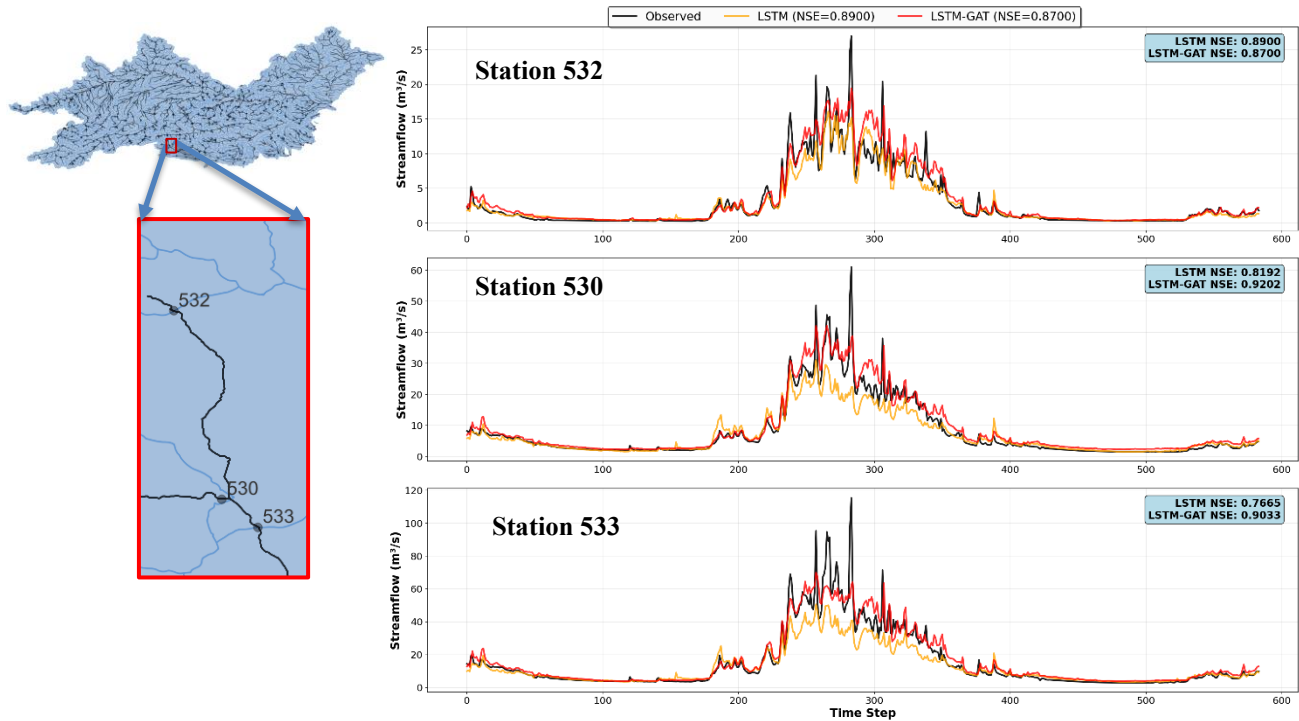 Observed LSTM (NSE=0.8900) LSTM-GAT (NSE=0.8700)
Station 532
LSTM NSE: 0.8900
LSTM-GAT NSE: 0.8700
Streamflow (m³/s)
25
20
15
10
5
0
0 100 200 300 400 500 600
532
530
533
Station 530
LSTM NSE: 0.8192
LSTM-GAT NSE: 0.9202
Streamflow (m³/s)
60
50
40
30
20
10
0
0 100 200 300 400 500 600
Station 533
LSTM NSE: 0.7665
LSTM-GAT NSE: 0.9033
Streamflow (m³/s)
120
100
80
60
40
20
0
0 100 200 300 400 500 600
Time Step